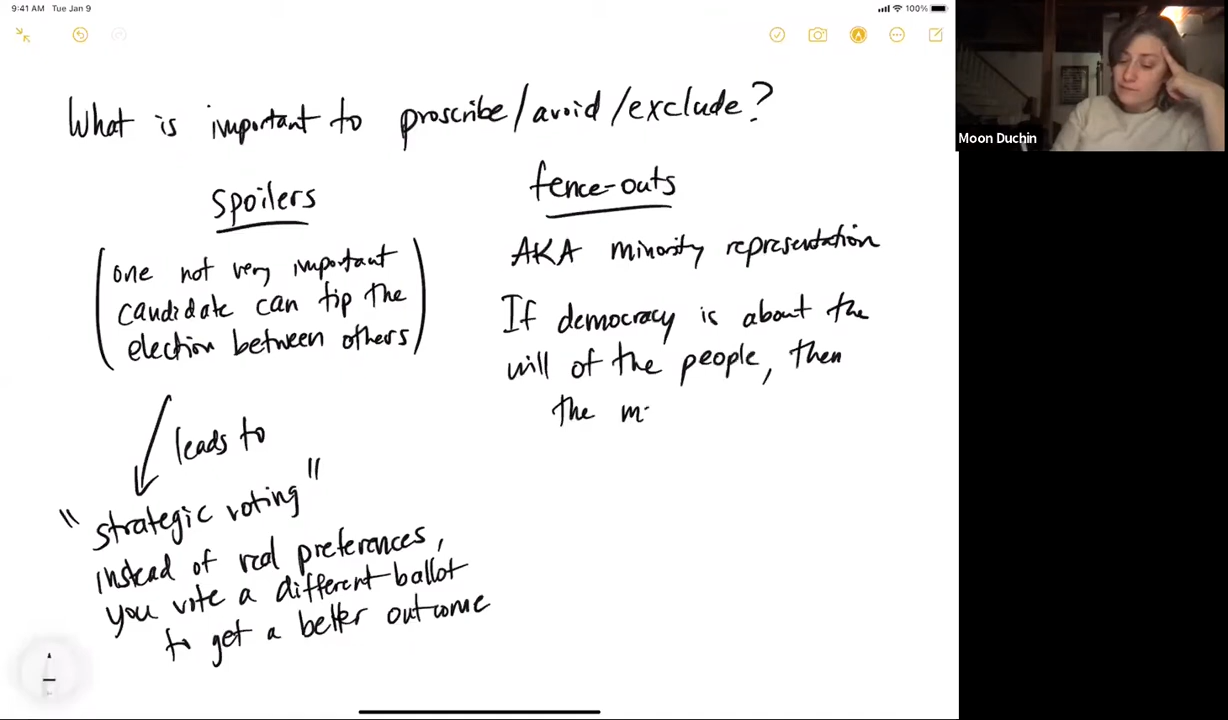 9:41 AM Tue Jan 9
100%
Moon Duchin
What is important to proscribe/avoid/exclude?
spoilers
(one not very important
candidate can tip the
election between others)
leads to
"strategic voting"
instead of real preferences,
you vote a different ballot
to get a better outcome
fence-outs
AKA minority representation
If democracy is about the
will of the people, then
the m